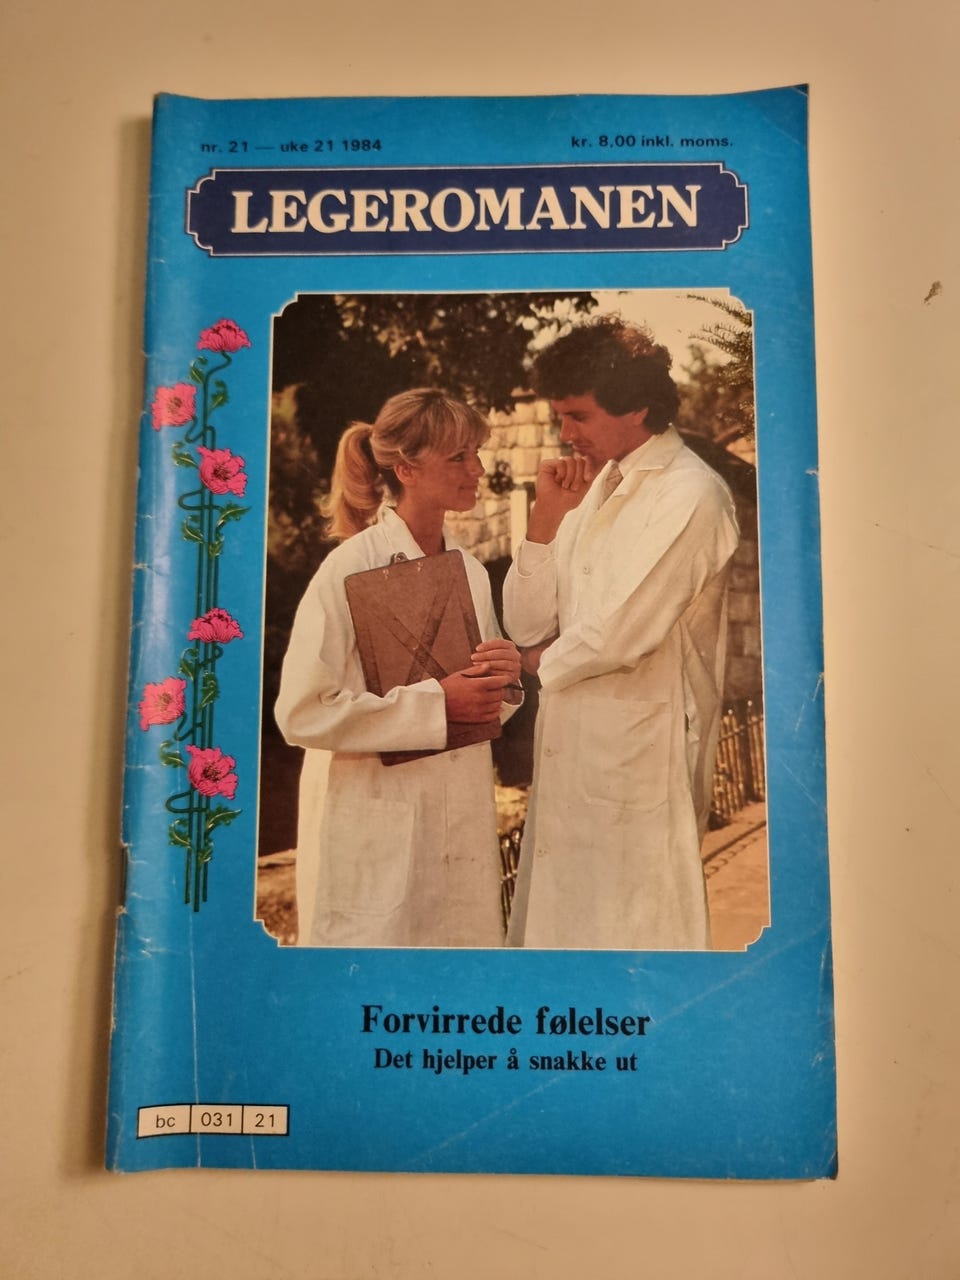 nr. 21 — uke 21 1984
kr. 8,00 inkl. moms.
LEGEROMANEN
Forvirrede følelser
Det hjelper å snakke ut
bc 031 21